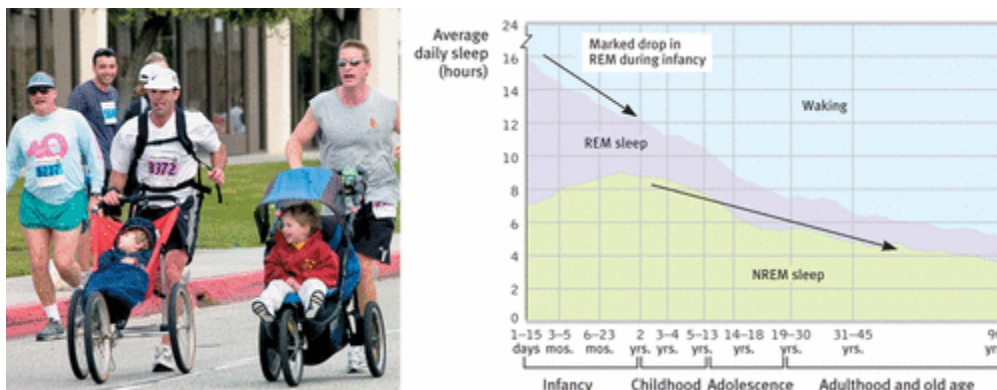 5237
8372
Average
daily sleep
(hours)
24
16
14
12
10
8
6
4
2
0
Marked drop in
REM during infancy
Waking
REM sleep
NREM sleep
1–15 3–5 6–23 2 3–4 5–13 14–18 19–30 31–45
days mos. mos. yrs. yrs. yrs. yrs. yrs. yrs.
Infancy Childhood Adolescence Adulthood and old age